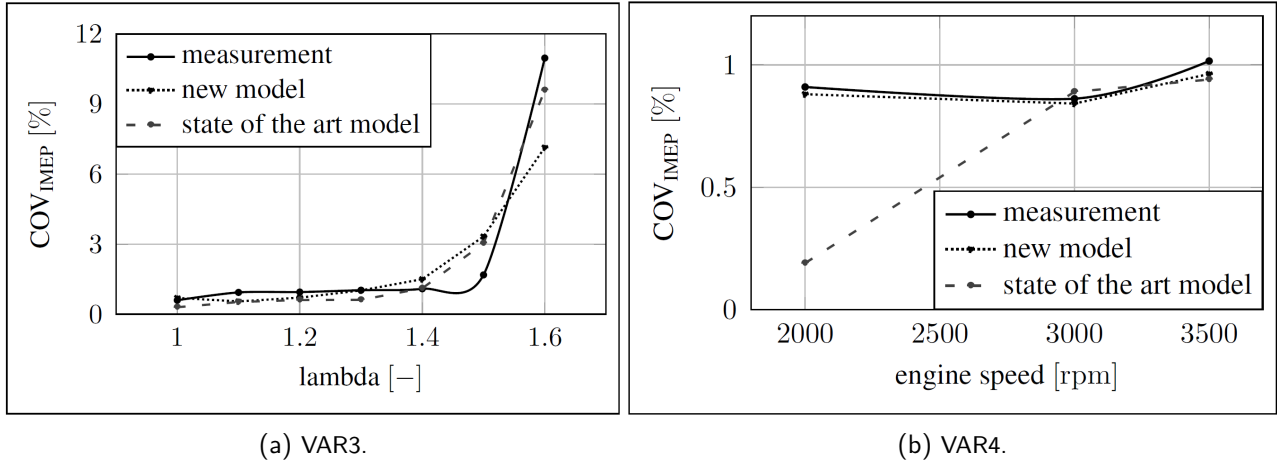 12
9
6
3
0
COV_IMEP [%]
measurement
new model
state of the art model
1 1.2 1.4 1.6
lambda [−]
(a) VAR3.
1
0.5
0
COV_IMEP [%]
measurement
new model
state of the art model
2000 2500 3000 3500
engine speed [rpm]
(b) VAR4.